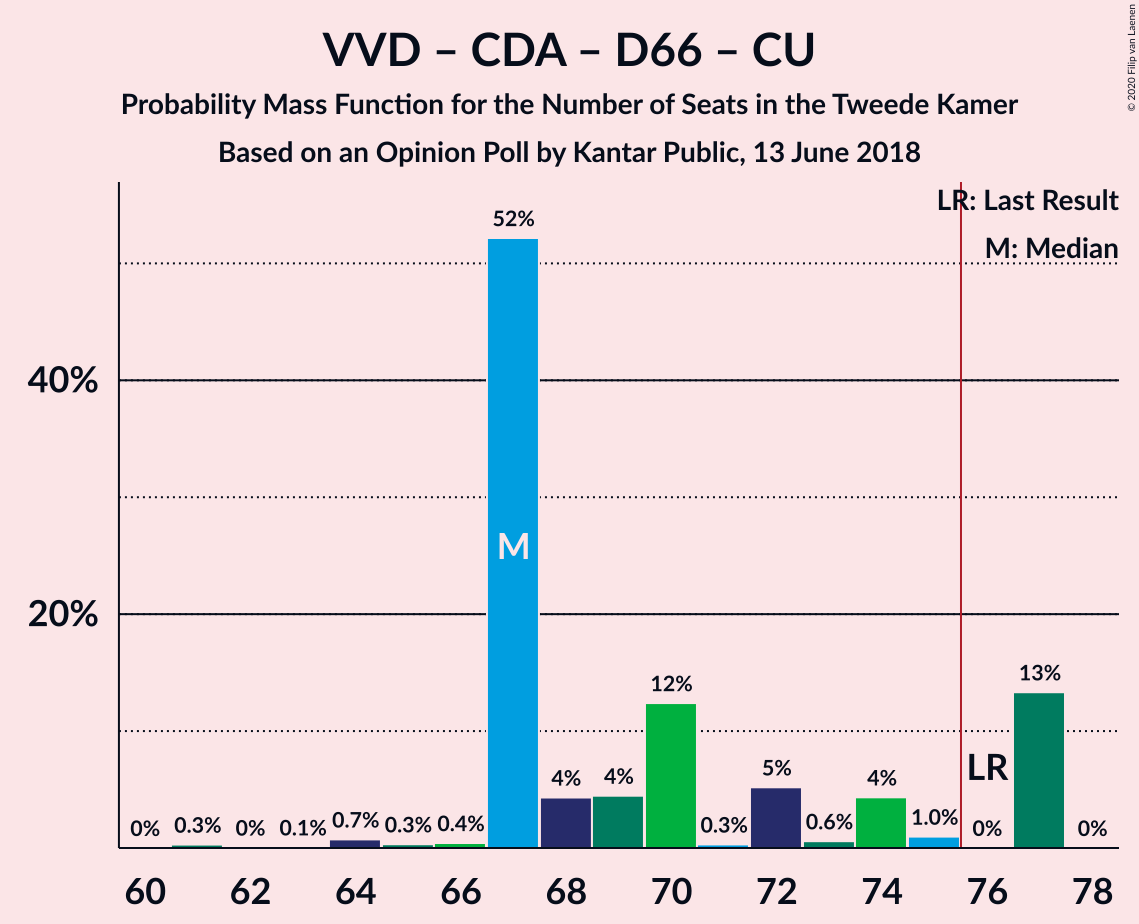 VVD – CDA – D66 – CU
Probability Mass Function for the Number of Seats in the Tweede Kamer
Based on an Opinion Poll by Kantar Public, 13 June 2018
© 2020 Filip van Laenen
LR: Last Result
M: Median
52%
40%
20%
M
LR
0%
0.3%
0%
0.1%
0.7%
0.3%
0.4%
4%
4%
12%
0.3%
5%
0.6%
4%
1.0%
0%
13%
0%
60 62 64 66 68 70 72 74 76 78